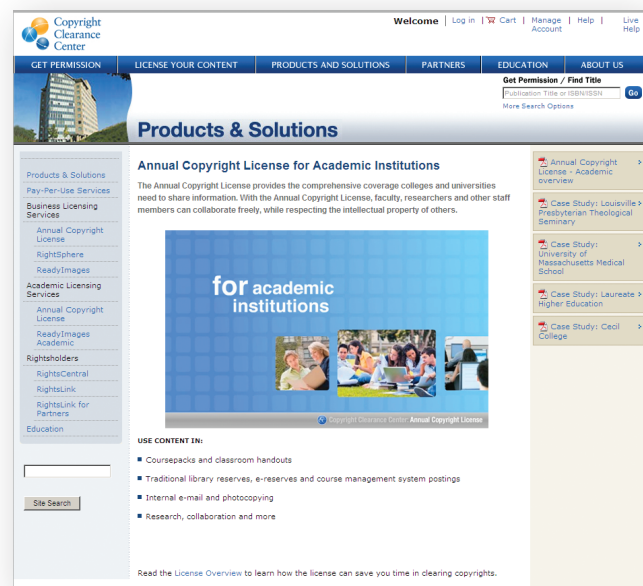 Copyright
Clearance
Center
Welcome | Log in | Cart | Manage Account | Help | Live Help
GET PERMISSION LICENSE YOUR CONTENT PRODUCTS AND SOLUTIONS PARTNERS EDUCATION ABOUT US
Get Permission / Find Title
Publication Title or ISBN/ISSN Go
More Search Options
Products & Solutions
Products & Solutions
Pay-Per-Use Services
Business Licensing
Services
Annual Copyright
License
RightSphere
ReadyImages
Academic Licensing
Services
Annual Copyright
License
ReadyImages
Academic
Rightsholders
RightsCentral
RightsLink
RightsLink for
Partners
Education
Site Search
Annual Copyright License for Academic Institutions
The Annual Copyright License provides the comprehensive coverage colleges and universities
need to share information. With the Annual Copyright License, faculty, researchers and other staff
members can collaborate freely, while respecting the intellectual property of others.
for academic
institutions
Copyright Clearance Center Annual Copyright License
USE CONTENT IN:
Coursepacks and classroom handouts
Traditional library reserves, e-reserves and course management system postings
Internal e-mail and photocopying
Research, collaboration and more
Read the License Overview to learn how the license can save you time in clearing copyrights.
Annual Copyright
License - Academic
overview
Case Study: Louisville
Presbyterian Theological
Seminary
Case Study:
University of
Massachusetts Medical
School
Case Study: Laureate
Higher Education
Case Study: Cecil
College